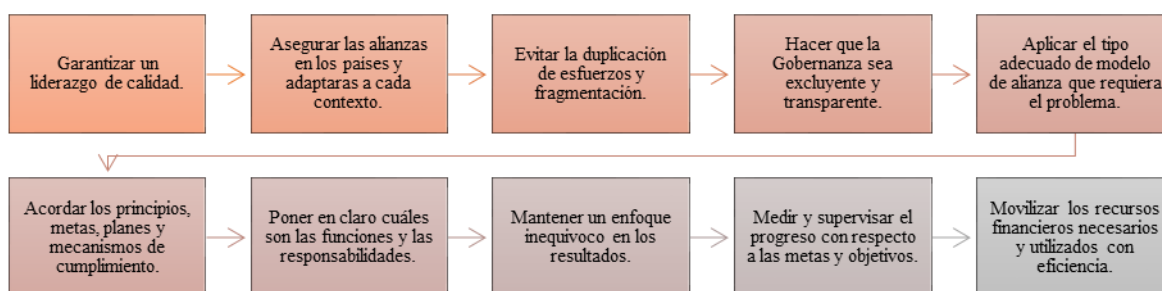 Garantizar un
liderazgo de calidad.
Asegurar las alianzas
en los países y
adaptaras a cada
contexto.
Evitar la duplicación
de esfuerzos y
fragmentación.
Hacer que la
Gobernanza sea
excluyente y
transparente.
Aplicar el tipo
adecuado de modelo
de alianza que requiera
el problema.
Acordar los principios,
metas, planes y
mecanismos de
cumplimiento.
Poner en claro cuáles
son las funciones y las
responsabilidades.
Mantener un enfoque
inequivoco en los
resultados.
Medir y supervisar el
progreso con respecto
a las metas y objetivos.
Movilizar los recursos
financieros necesarios
y utilizados con
eficiencia.